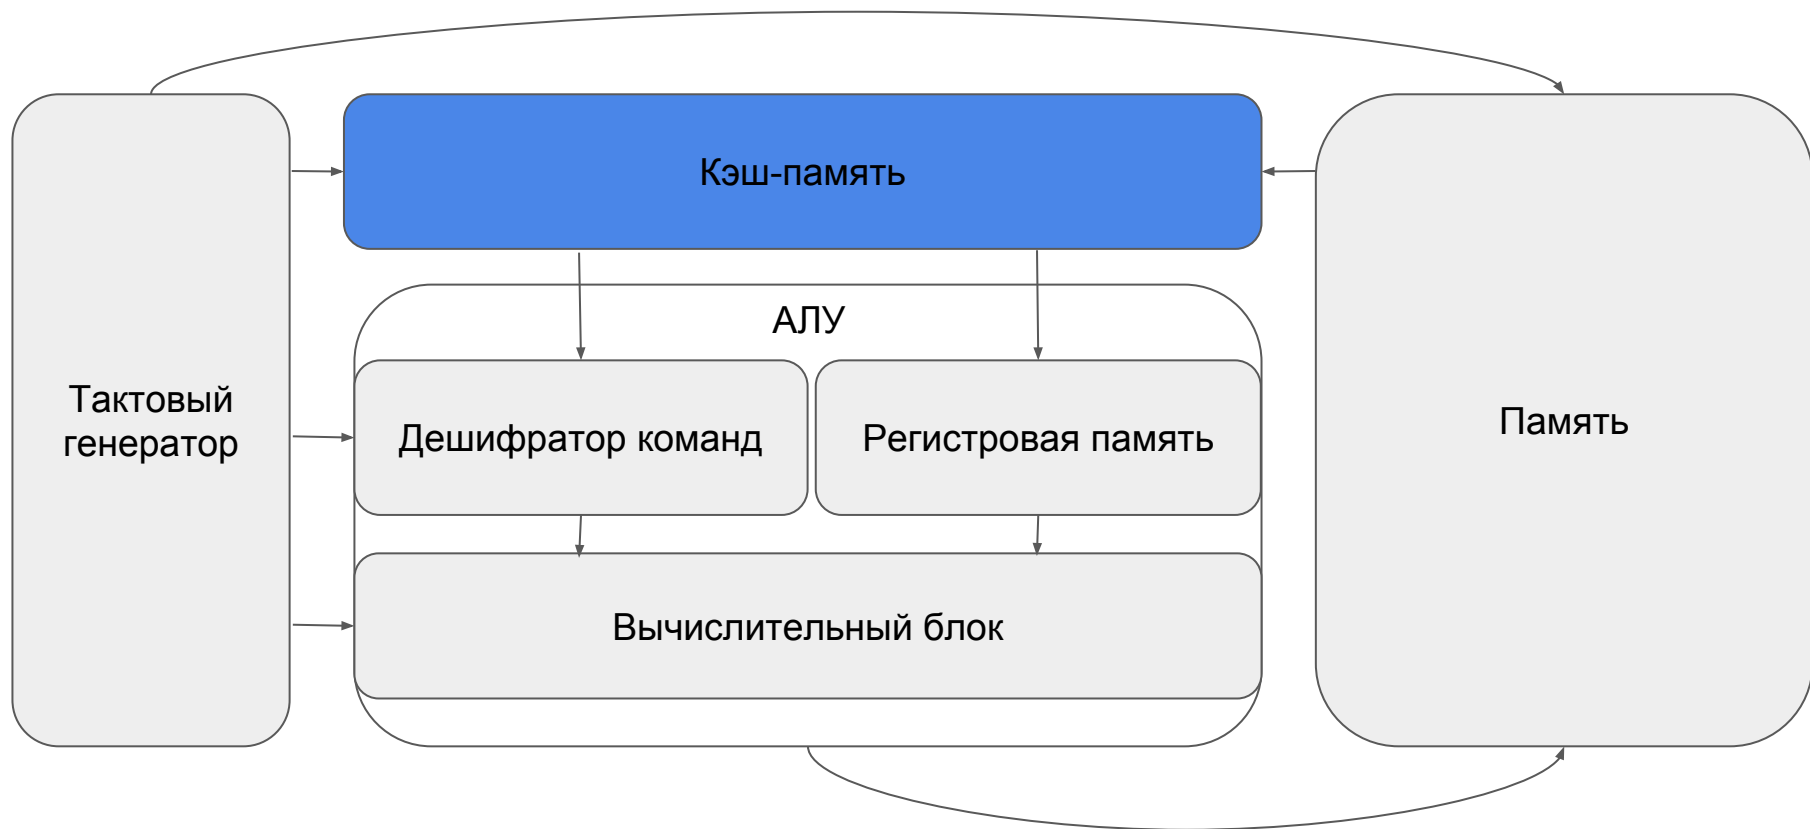 Кэш-память
АЛУ
Тактовый
генератор
Дешифратор команд
Регистровая память
Память
Вычислительный блок